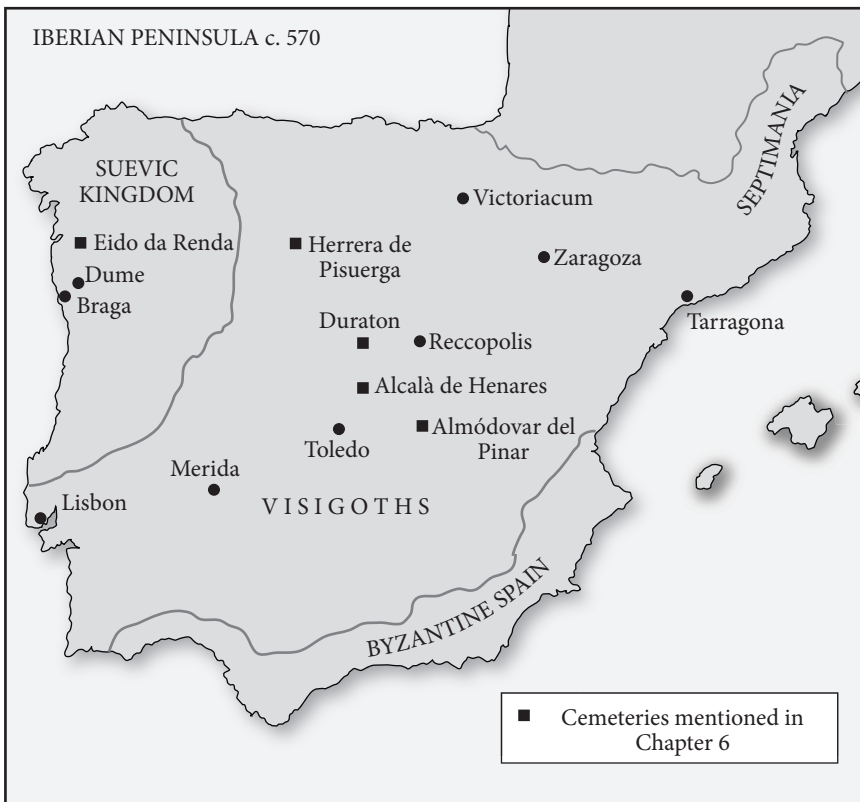 IBERIAN PENINSULA c. 570
SEPTIMANIA
SUEVIC
KINGDOM
Victoriacum
Eido da Renda
Herrera de
Pisuerga
Zaragoza
Dume
Braga
Tarragona
Duraton
Reccopolis
Alcalà de Henares
Almódovar del
Pinar
Toledo
Merida
Lisbon
VISIGOTHS
BYZANTINE SPAIN
Cemeteries mentioned in
Chapter 6